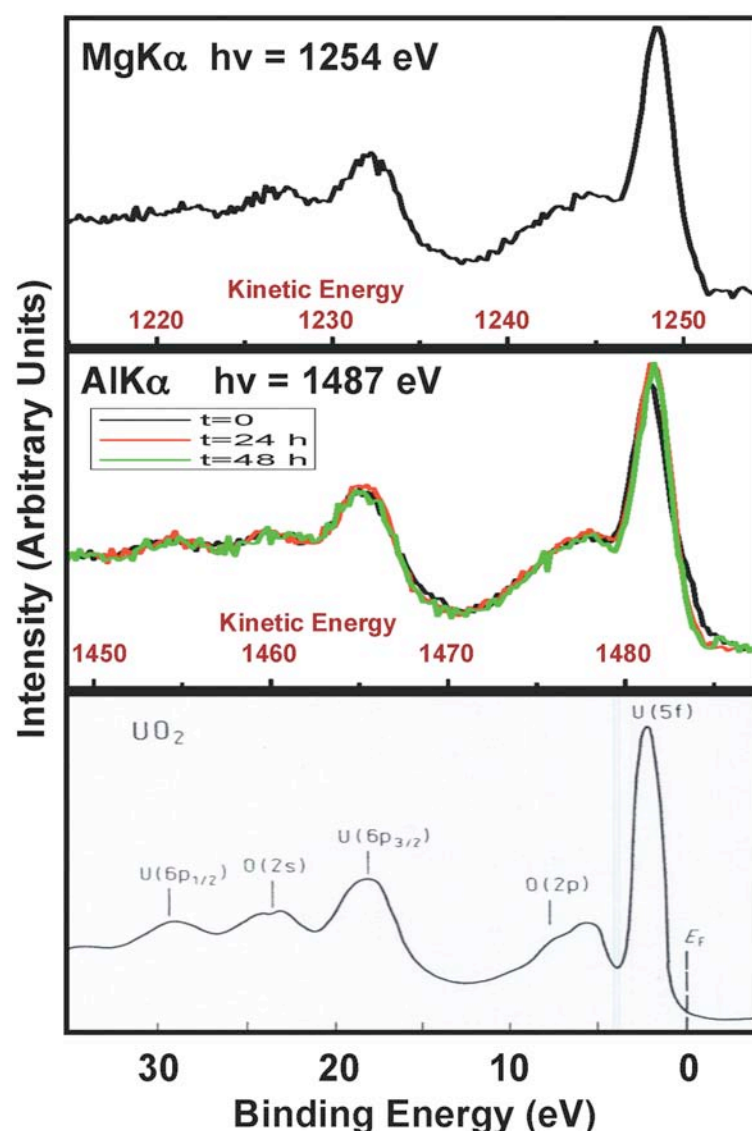 MgKα hν = 1254 eV
Kinetic Energy
1220 1230 1240 1250
AlKα hν = 1487 eV
t=0
t=24 h
t=48 h
Kinetic Energy
1450 1460 1470 1480
UO₂
U(5f)
U(6p₃/₂)
U(6p₁/₂)
O(2s)
O(2p)
E_F
30 20 10 0
Binding Energy (eV)
Intensity (Arbitrary Units)